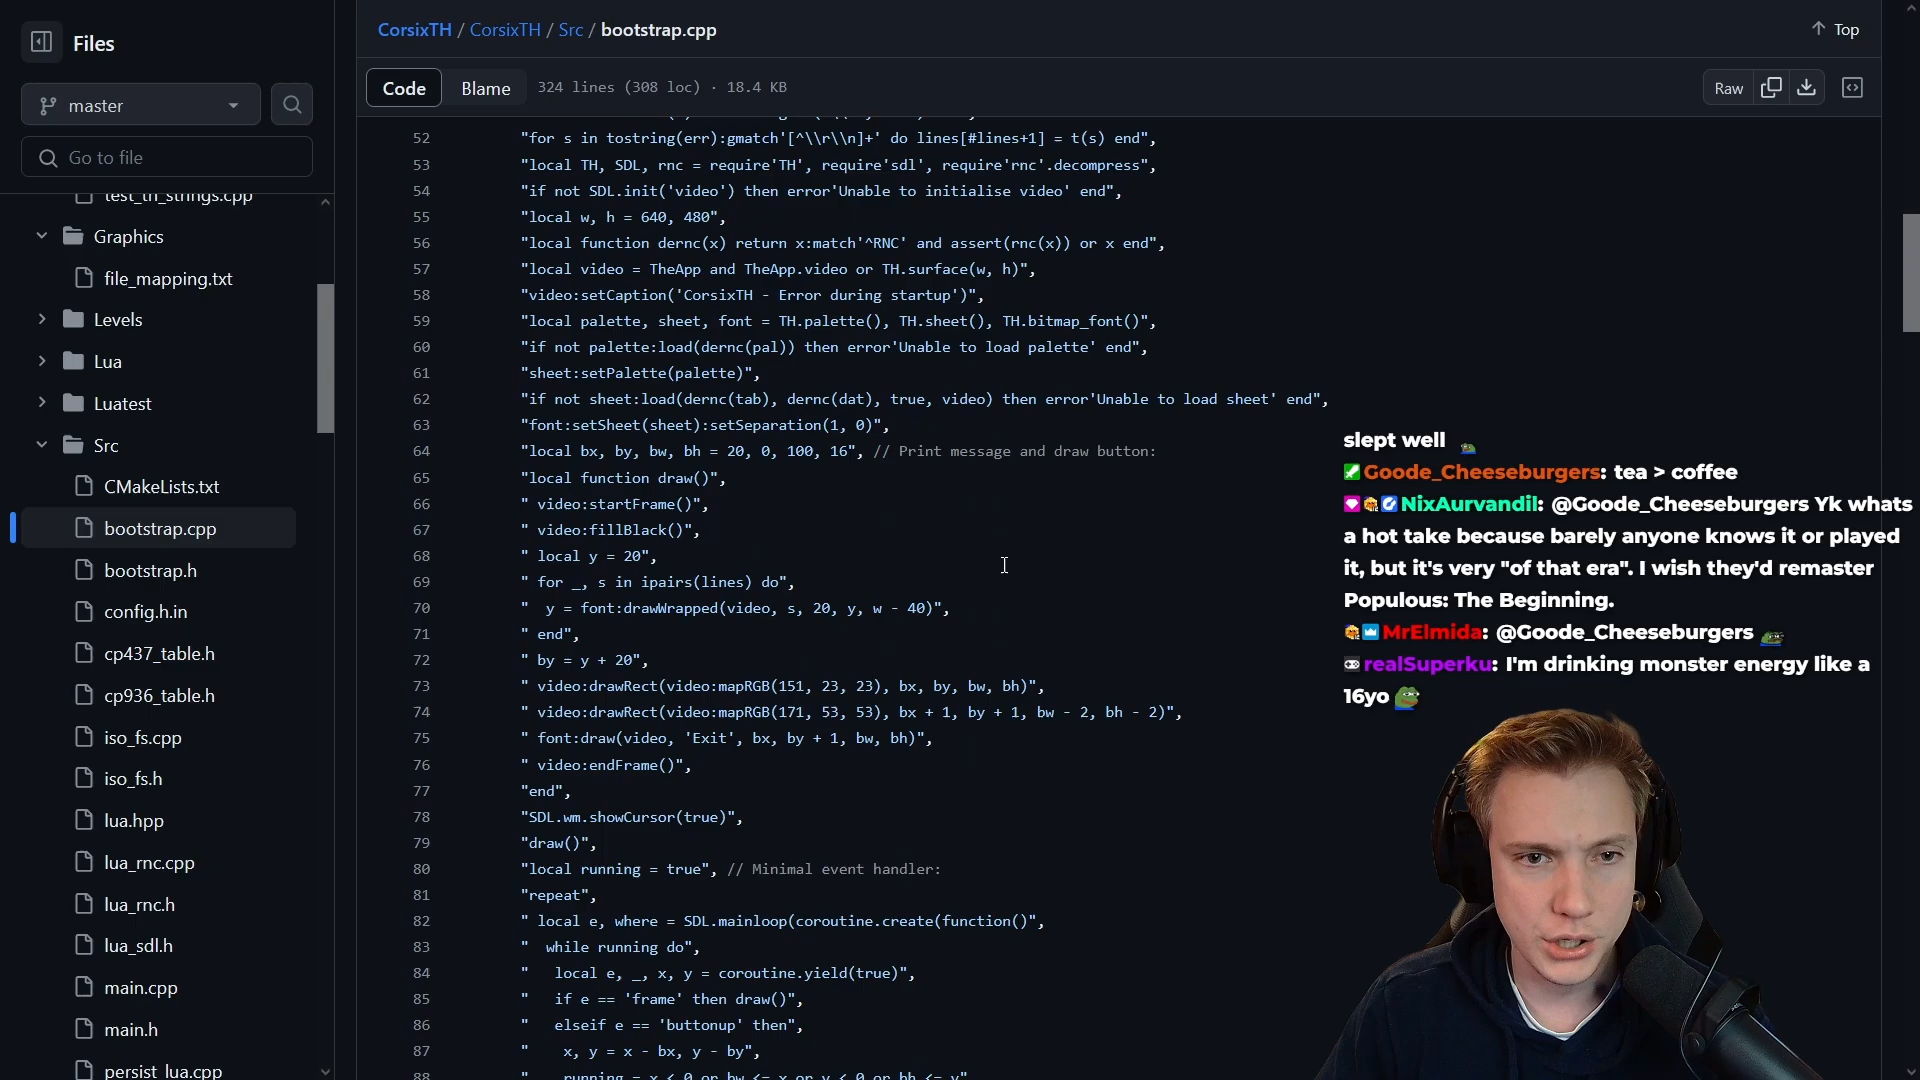 Files
master
Go to file
test_th_strings.cpp
Graphics
file_mapping.txt
Levels
Lua
Luatest
Src
CMakeLists.txt
bootstrap.cpp
bootstrap.h
config.h.in
cp437_table.h
cp936_table.h
iso_fs.cpp
iso_fs.h
lua.hpp
lua_rnc.cpp
lua_rnc.h
lua_sdl.h
main.cpp
main.h
persist_lua.cpp
CorsixTH / CorsixTH / Src / bootstrap.cpp
Top
Code Blame 324 lines (308 loc) · 18.4 KB
Raw
52 "for s in tostring(err):gmatch'[^\\r\\n]+' do lines[#lines+1] = t(s) end",
53 "local TH, SDL, rnc = require'TH', require'sdl', require'rnc'.decompress",
54 "if not SDL.init('video') then error'Unable to initialise video' end",
55 "local w, h = 640, 480",
56 "local function dernc(x) return x:match'^RNC' and assert(rnc(x)) or x end",
57 "local video = TheApp and TheApp.video or TH.surface(w, h)",
58 "video:setCaption('CorsixTH - Error during startup')",
59 "local palette, sheet, font = TH.palette(), TH.sheet(), TH.bitmap_font()",
60 "if not palette:load(dernc(pal)) then error'Unable to load palette' end",
61 "sheet:setPalette(palette)",
62 "if not sheet:load(dernc(tab), dernc(dat), true, video) then error'Unable to load sheet' end",
63 "font:setSheet(sheet):setSeparation(1, 0)",
64 "local bx, by, bw, bh = 20, 0, 100, 16", // Print message and draw button:
65 "local function draw()",
66 " video:startFrame()",
67 " video:fillBlack()",
68 " local y = 20",
69 " for _, s in ipairs(lines) do",
70 "  y = font:drawWrapped(video, s, 20, y, w - 40)",
71 " end",
72 " by = y + 20",
73 " video:drawRect(video:mapRGB(151, 23, 23), bx, by, bw, bh)",
74 " video:drawRect(video:mapRGB(171, 53, 53), bx + 1, by + 1, bw - 2, bh - 2)",
75 " font:draw(video, 'Exit', bx, by + 1, bw, bh)",
76 " video:endFrame()",
77 "end",
78 "SDL.wm.showCursor(true)",
79 "draw()",
80 "local running = true", // Minimal event handler:
81 "repeat",
82 " local e, where = SDL.mainloop(coroutine.create(function()",
83 "  while running do",
84 "   local e, _, x, y = coroutine.yield(true)",
85 "   if e == 'frame' then draw()",
86 "   elseif e == 'buttonup' then",
87 "    x, y = x - bx, y - by",
88 "    running = x < 0 or bw <= x or y < 0 or bh <= y"
slept well
Goode_Cheeseburgers: tea > coffee
NixAurvandil: @Goode_Cheeseburgers Yk whats
a hot take because barely anyone knows it or played
it, but it's very "of that era". I wish they'd remaster
Populous: The Beginning.
MrElmida: @Goode_Cheeseburgers
realSuperku: I'm drinking monster energy like a
16yo